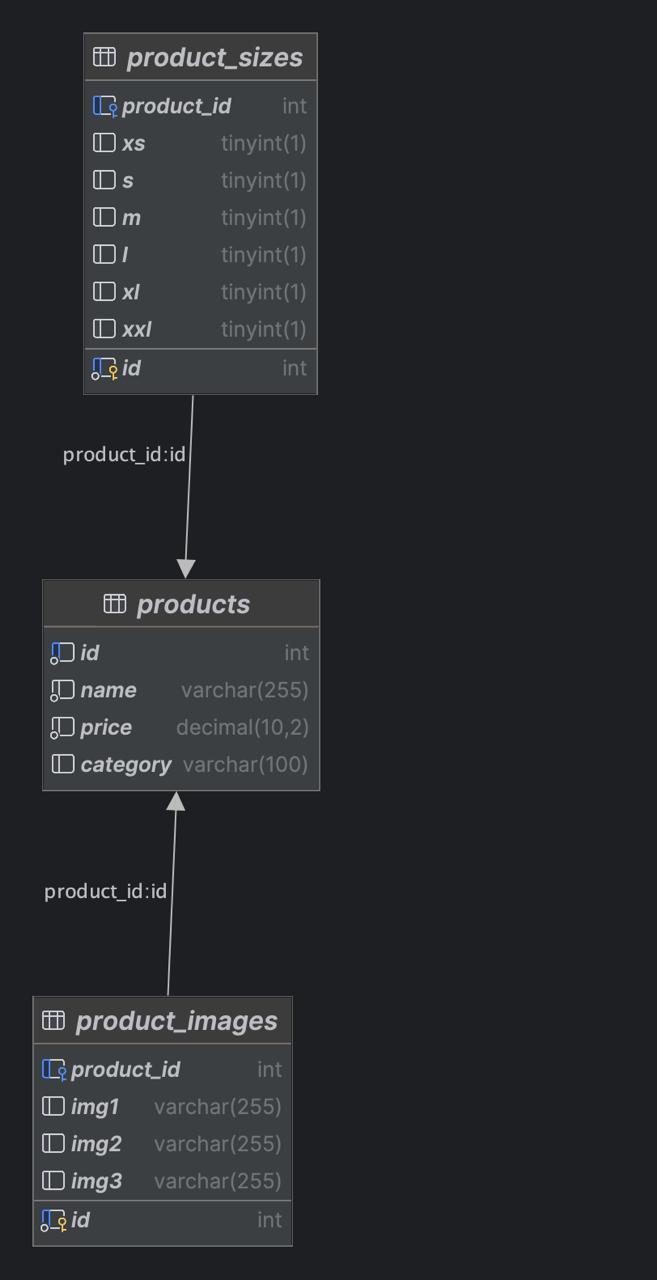 product_sizes
product_id int
xs tinyint(1)
s tinyint(1)
m tinyint(1)
l tinyint(1)
xl tinyint(1)
xxl tinyint(1)
id int
product_id:id
products
id int
name varchar(255)
price decimal(10,2)
category varchar(100)
product_id:id
product_images
product_id int
img1 varchar(255)
img2 varchar(255)
img3 varchar(255)
id int